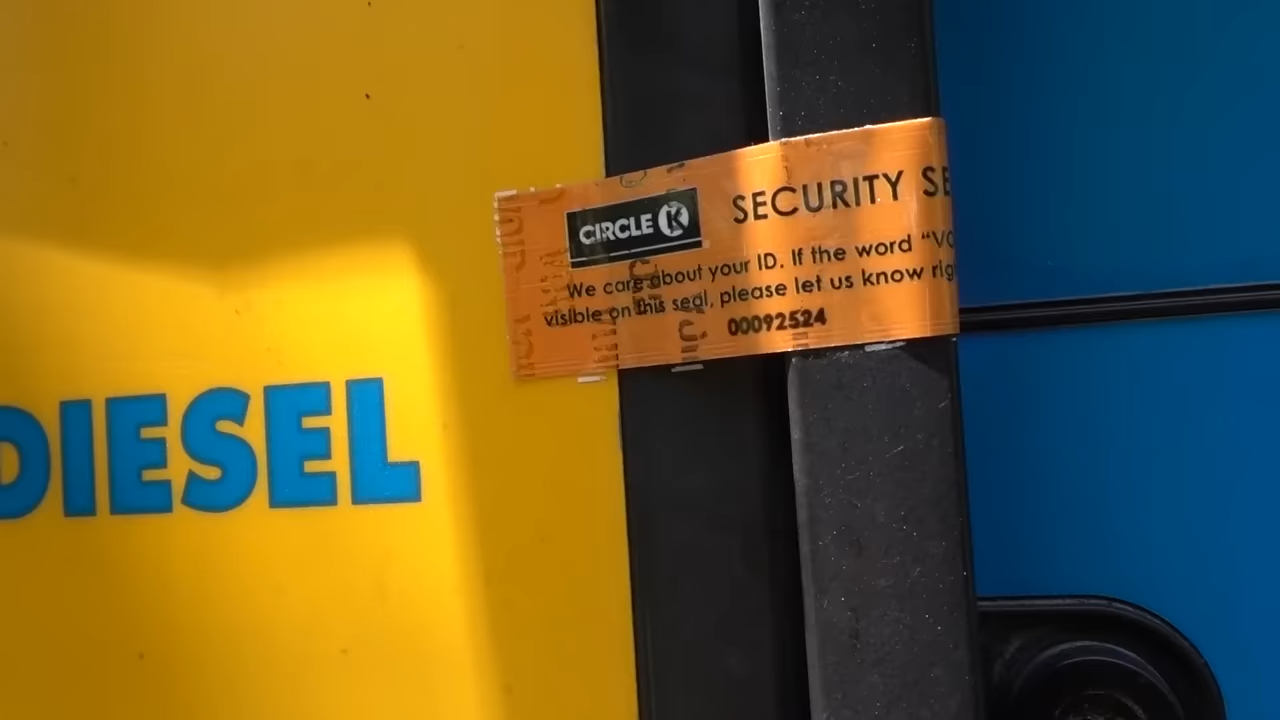 CIRCLE K
SECURITY SE
We care about your ID. If the word “VO
visible on this seal, please let us know rig
00092524
DIESEL